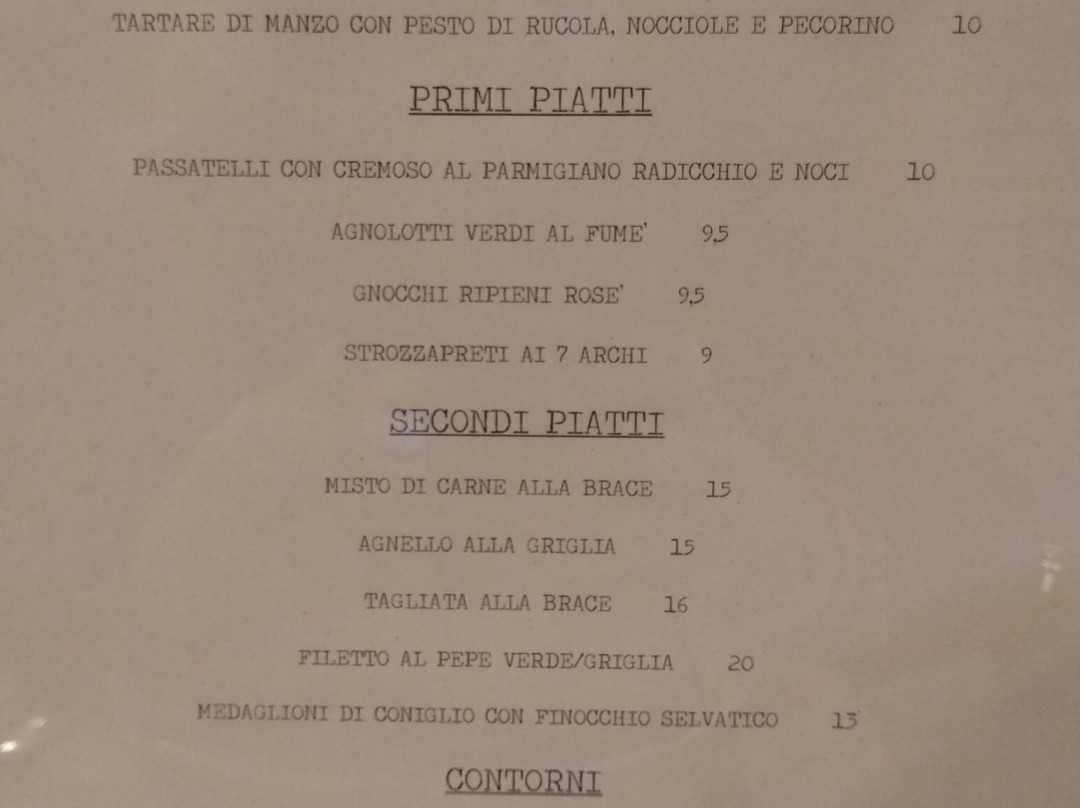 TARTARE DI MANZO CON PESTO DI RUCOLA, NOCCIOLE E PECORINO 10
PRIMI PIATTI
PASSATELLI CON CREMOSO AL PARMIGIANO RADICCHIO E NOCI 10
AGNOLOTTI VERDI AL FUME' 9,5
GNOCCHI RIPIENI ROSE' 9,5
STROZZAPRETI AI 7 ARCHI 9
SECONDI PIATTI
MISTO DI CARNE ALLA BRACE 15
AGNELLO ALLA GRIGLIA 15
TAGLIATA ALLA BRACE 16
FILETTO AL PEPE VERDE/GRIGLIA 20
MEDAGLIONI DI CONIGLIO CON FINOCCHIO SELVATICO 13
CONTORNI